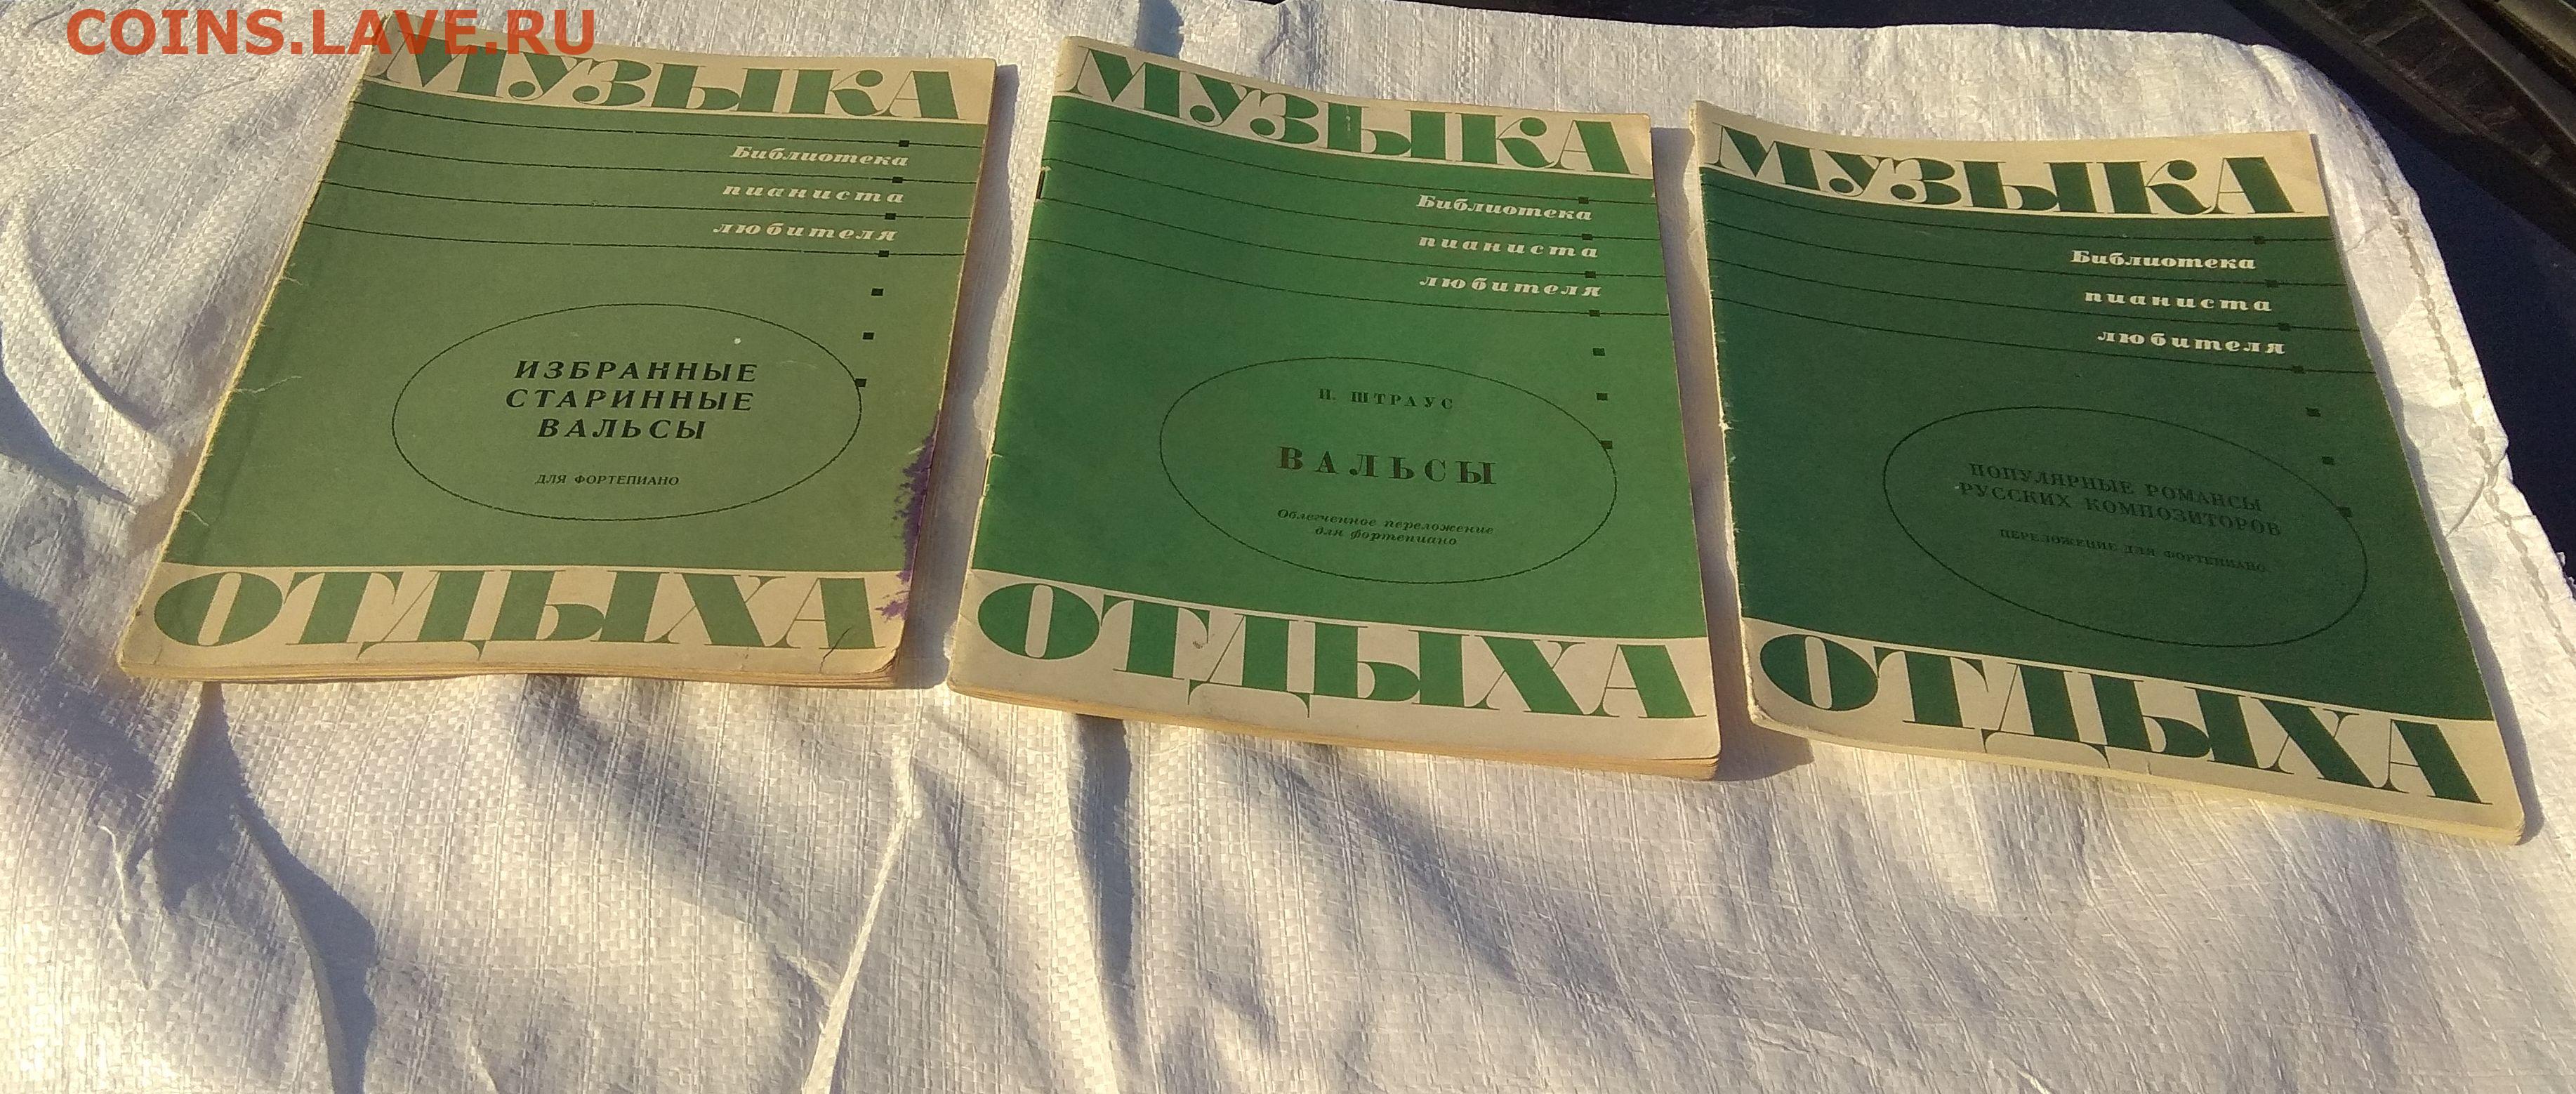 COINS.LAVE.RU
МУЗЫКА
Библиотека
пианиста
любителя
ИЗБРАННЫЕ
СТАРИННЫЕ
ВАЛЬСЫ
ДЛЯ ФОРТЕПИАНО
ОТДЫХА
МУЗЫКА
Библиотека
пианиста
любителя
И. ШТРАУС
ВАЛЬСЫ
Облегченное переложение
для фортепиано
ОТДЫХА
МУЗЫКА
Библиотека
пианиста
любителя
ПОПУЛЯРНЫЕ РОМАНСЫ
РУССКИХ КОМПОЗИТОРОВ
ПЕРЕЛОЖЕНИЕ ДЛЯ ФОРТЕПИАНО
ОТДЫХА